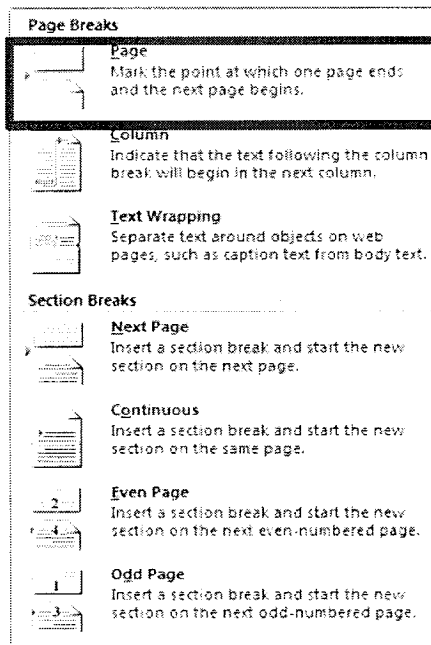 Page Breaks
Page
Mark the point at which one page ends
and the next page begins.
Column
Indicate that the text following the column
break will begin in the next column.
Text Wrapping
Separate text around objects on web
pages, such as caption text from body text.
Section Breaks
Next Page
Insert a section break and start the new
section on the next page.
Continuous
Insert a section break and start the new
section on the same page.
2
4
Even Page
Insert a section break and start the new
section on the next even-numbered page.
1
3
Odd Page
Insert a section break and start the new
section on the next odd-numbered page.